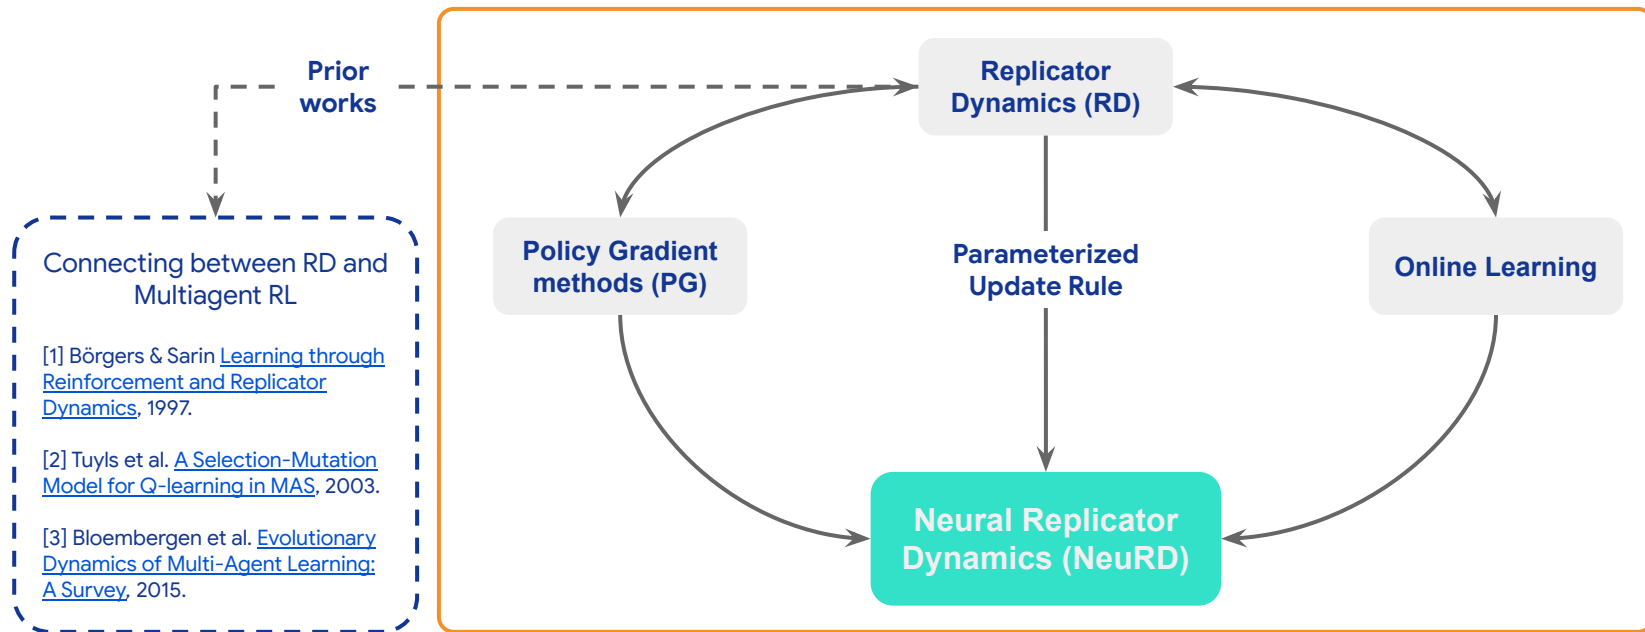 Prior
works
Replicator
Dynamics (RD)
Connecting between RD and
Multiagent RL
[1] Börgers & Sarin Learning through
Reinforcement and Replicator
Dynamics, 1997.
[2] Tuyls et al. A Selection-Mutation
Model for Q-learning in MAS, 2003.
[3] Bloembergen et al. Evolutionary
Dynamics of Multi-Agent Learning:
A Survey, 2015.
Policy Gradient
methods (PG)
Parameterized
Update Rule
Online Learning
Neural Replicator
Dynamics (NeuRD)